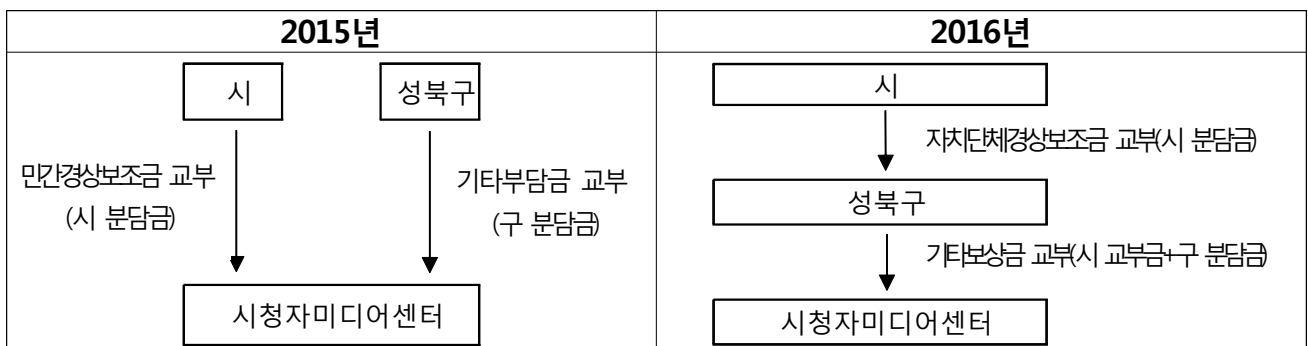 2015년
2016년
시
성북구
민간경상보조금 교부
(시 분담금)
기타부담금 교부
(구 분담금)
시청자미디어센터
시
자치단체경상보조금 교부(시 분담금)
성북구
기타보상금 교부(시 교부금+구 분담금)
시청자미디어센터